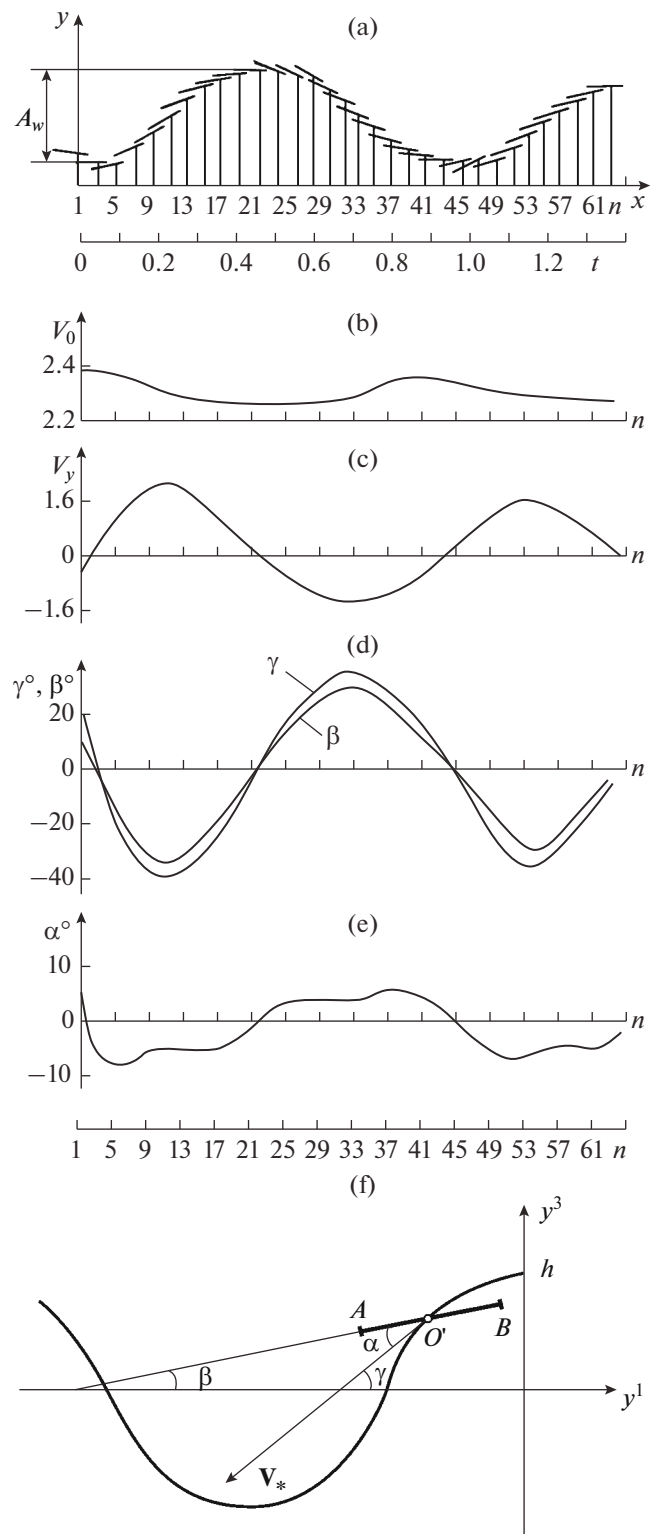 y
(a)
A_w
1 5 9 13 17 21 25 29 33 37 41 45 49 53 57 61 n x
0 0.2 0.4 0.6 0.8 1.0 1.2 t
(b)
V_0
2.4
2.2
n
(c)
V_y
1.6
0
n
−1.6
(d)
γ°, β°
γ
20
β
0
n
−20
−40
(e)
α°
10
0
n
−10
1 5 9 13 17 21 25 29 33 37 41 45 49 53 57 61 n
(f)
y^3
h
A
B
O'
α
β
γ
y^1
V_*